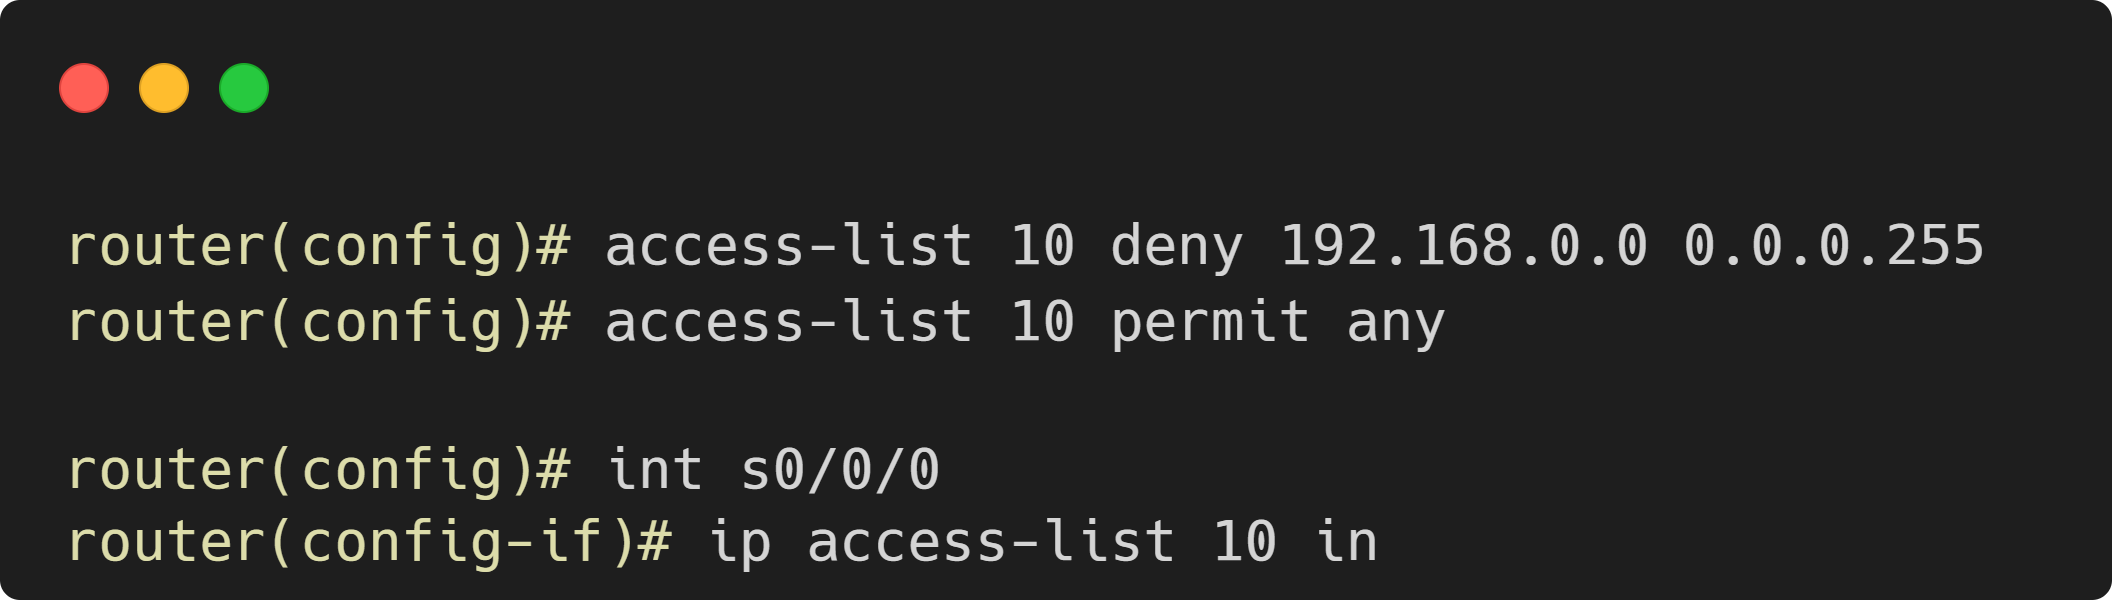 router(config)# access-list 10 deny 192.168.0.0 0.0.0.255
router(config)# access-list 10 permit any
router(config)# int s0/0/0
router(config-if)# ip access-list 10 in